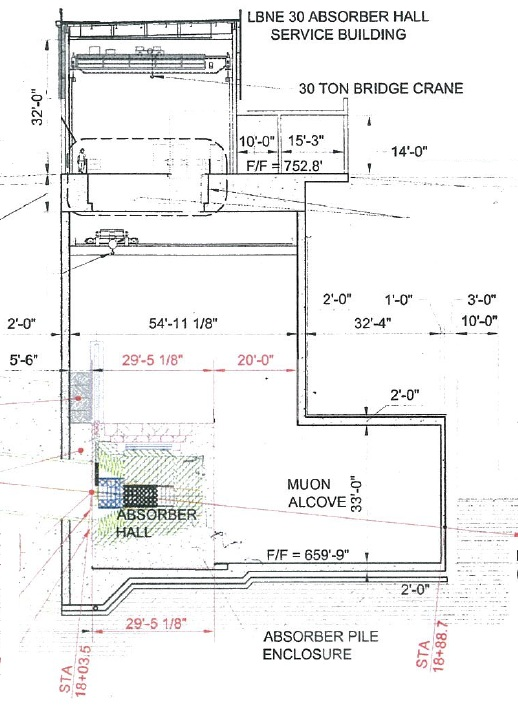 LBNE 30 ABSORBER HALL
SERVICE BUILDING
30 TON BRIDGE CRANE
32'-0"
10'-0"
15'-3"
14'-0"
F/F = 752.8'
2'-0"
54'-11 1/8"
2'-0"
1'-0"
3'-0"
32'-4"
10'-0"
5'-6"
29'-5 1/8"
20'-0"
2'-0"
MUON
ALCOVE
33'-0"
ABSORBER
HALL
F/F = 659'-9"
2'-0"
29'-5 1/8"
ABSORBER PILE
ENCLOSURE
STA
18+03.5
STA
18+88.7